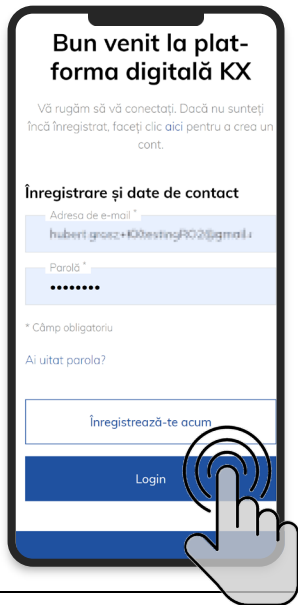 Bun venit la plat-
forma digitală KX
Vă rugăm să vă conectați. Dacă nu sunteți
încă înregistrat, faceți clic aici pentru a crea un
cont.
Înregistrare și date de contact
Adresa de e-mail *
Parolă *
••••••••
* Câmp obligatoriu
Ai uitat parola?
Înregistrează-te acum
Login